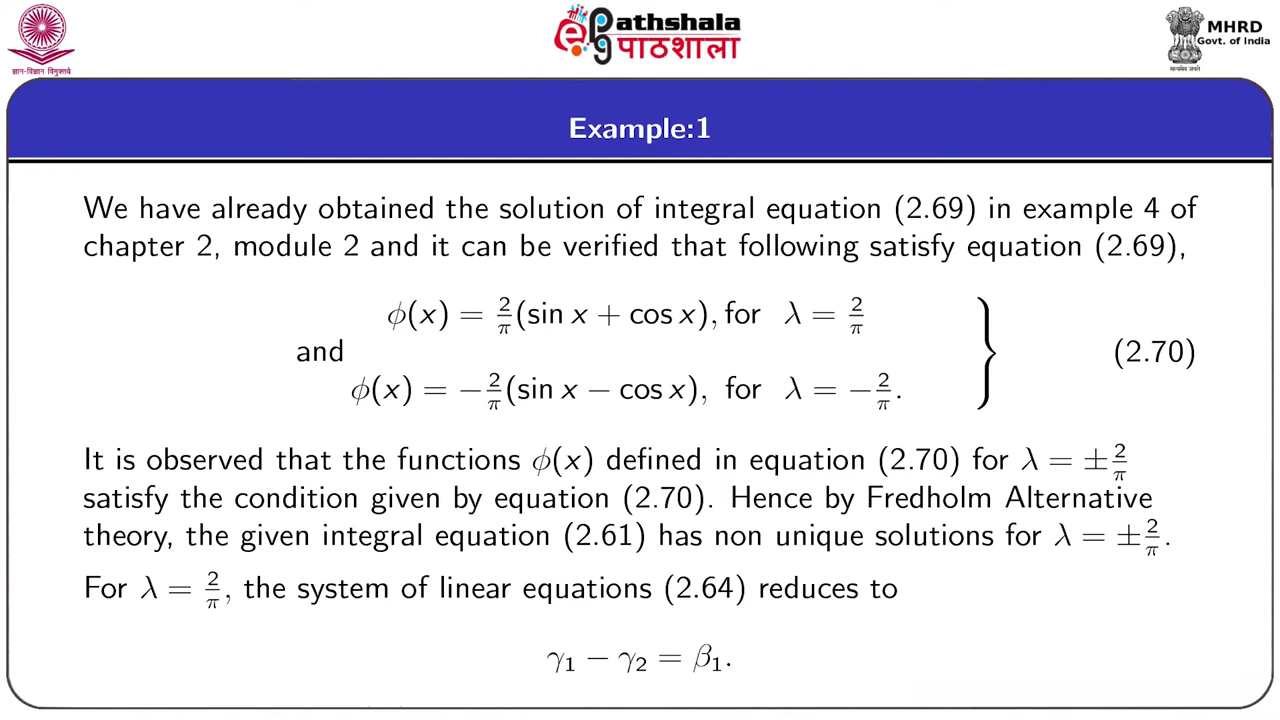 ज्ञान-विज्ञान विमुक्तये
ePgpathshala
पाठशाला
सत्यमेव जयते
MHRD
Govt. of India
Example:1
We have already obtained the solution of integral equation (2.69) in example 4 of
chapter 2, module 2 and it can be verified that following satisfy equation (2.69),
ϕ(x) = 2/π (sin x + cos x), for λ = 2/π
and
(2.70)
ϕ(x) = −2/π (sin x − cos x), for λ = −2/π.
It is observed that the functions ϕ(x) defined in equation (2.70) for λ = ±2/π
satisfy the condition given by equation (2.70). Hence by Fredholm Alternative
theory, the given integral equation (2.61) has non unique solutions for λ = ±2/π.
For λ = 2/π, the system of linear equations (2.64) reduces to
γ₁ − γ₂ = β₁.